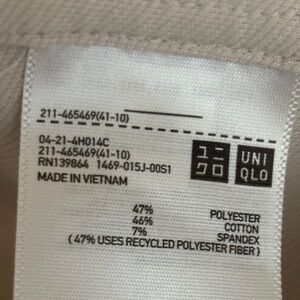 211-465469(41-10)
04-21-4H014C
211-465469(41-10)
RN139864 1469-015J-00S1
MADE IN VIETNAM
ユニ
クロ
UNI
QLO
47% POLYESTER
46% COTTON
7% SPANDEX
( 47% USES RECYCLED POLYESTER FIBER )